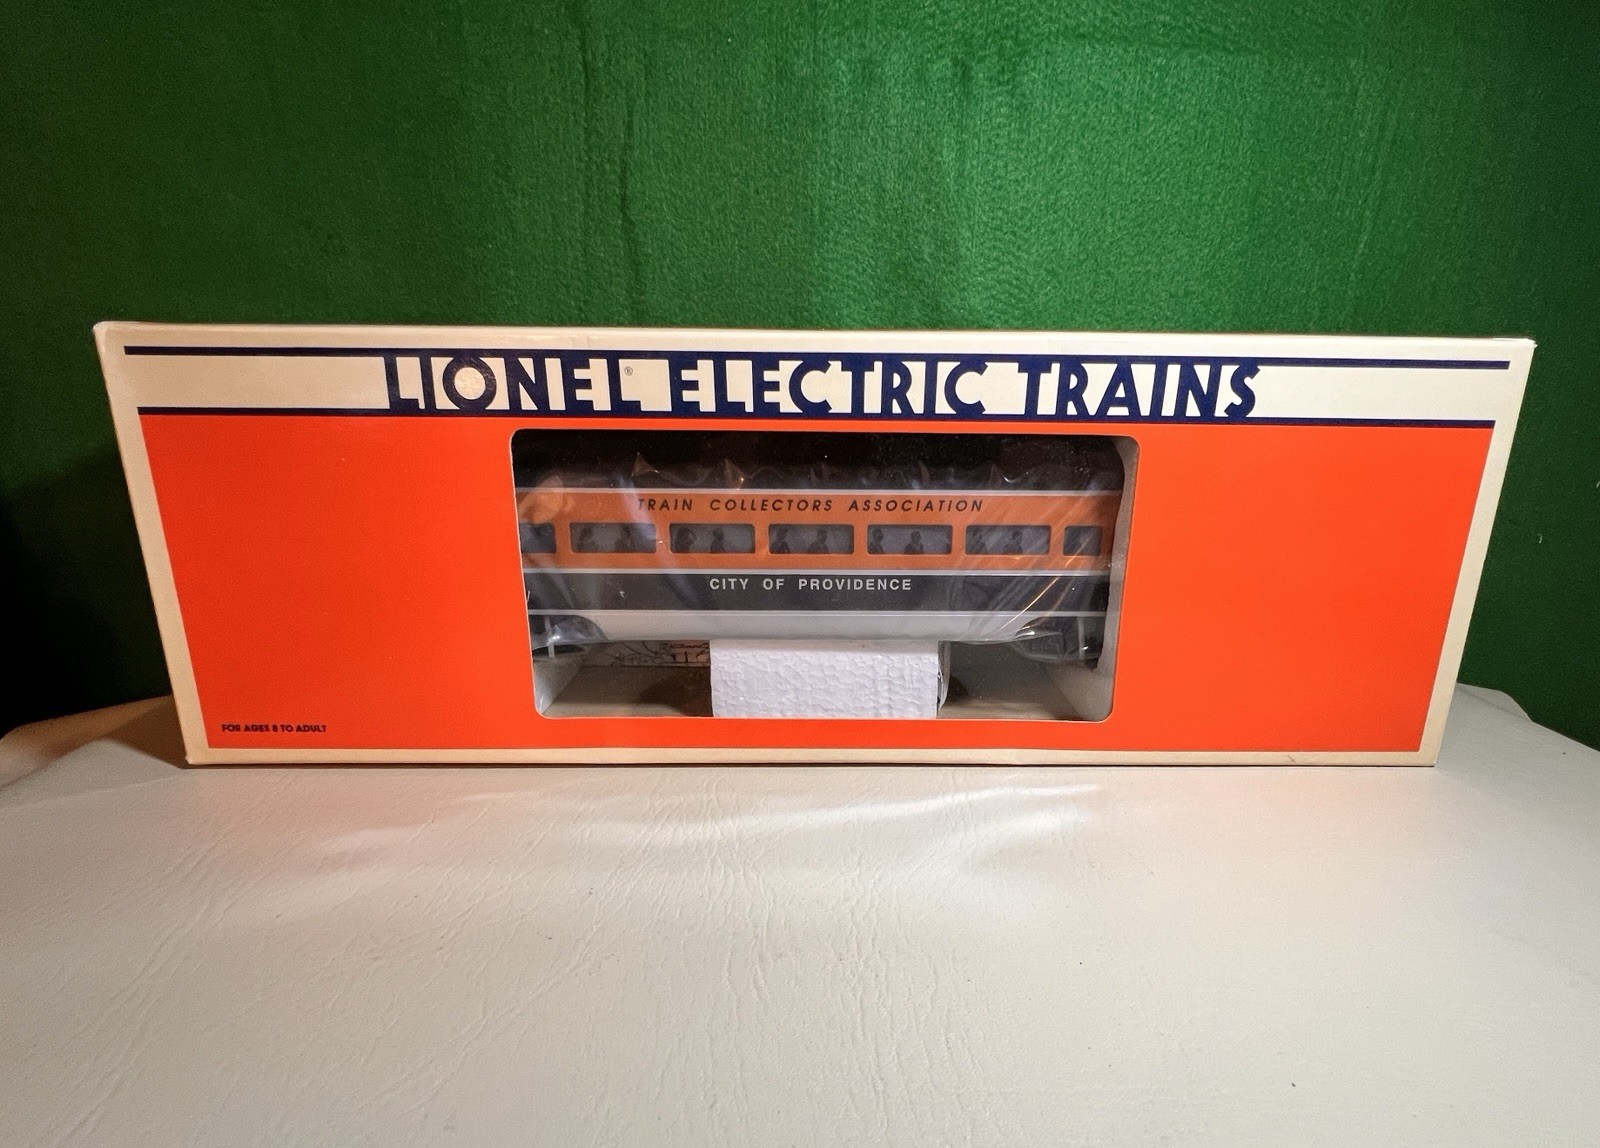 LIONEL® ELECTRIC TRAINS
TRAIN COLLECTORS ASSOCIATION
CITY OF PROVIDENCE
FOR AGES 8 TO ADULT